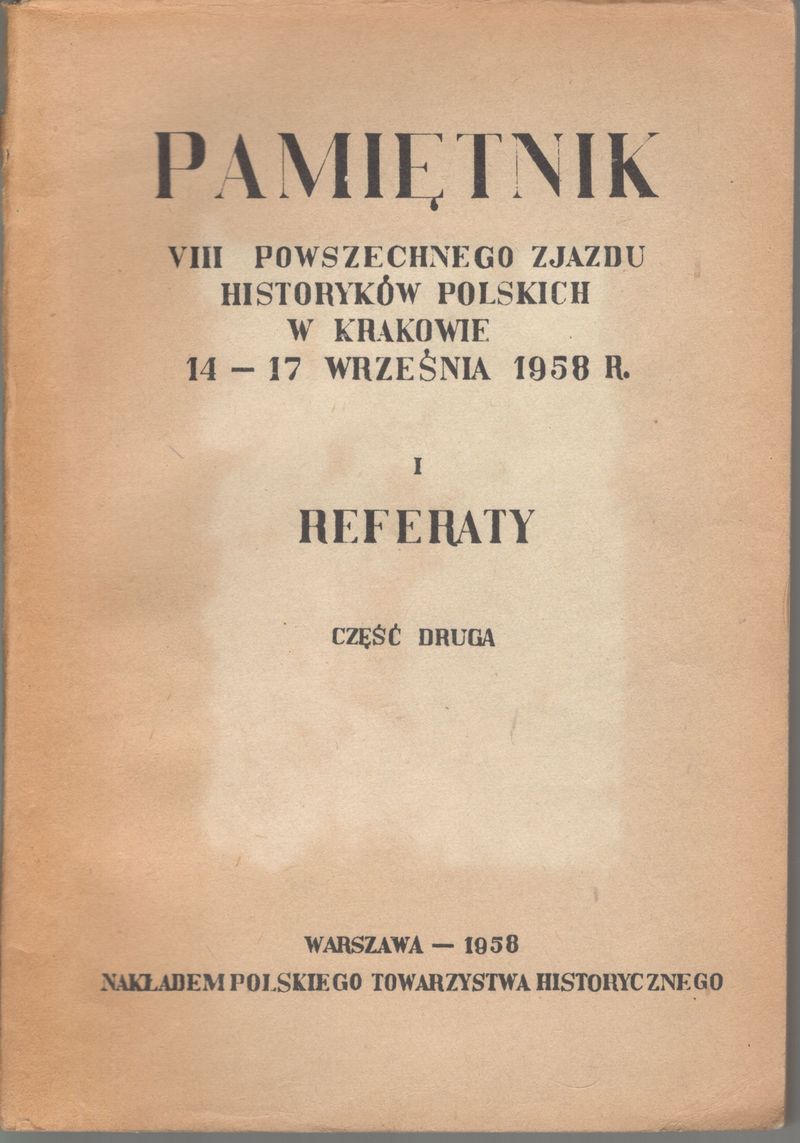 PAMIĘTNIK
VIII POWSZECHNEGO ZJAZDU
HISTORYKÓW POLSKICH
W KRAKOWIE
14 – 17 WRZEŚNIA 1958 R.
I
REFERATY
CZĘŚĆ DRUGA
WARSZAWA — 1958
NAKŁADEM POLSKIEGO TOWARZYSTWA HISTORYCZNEGO